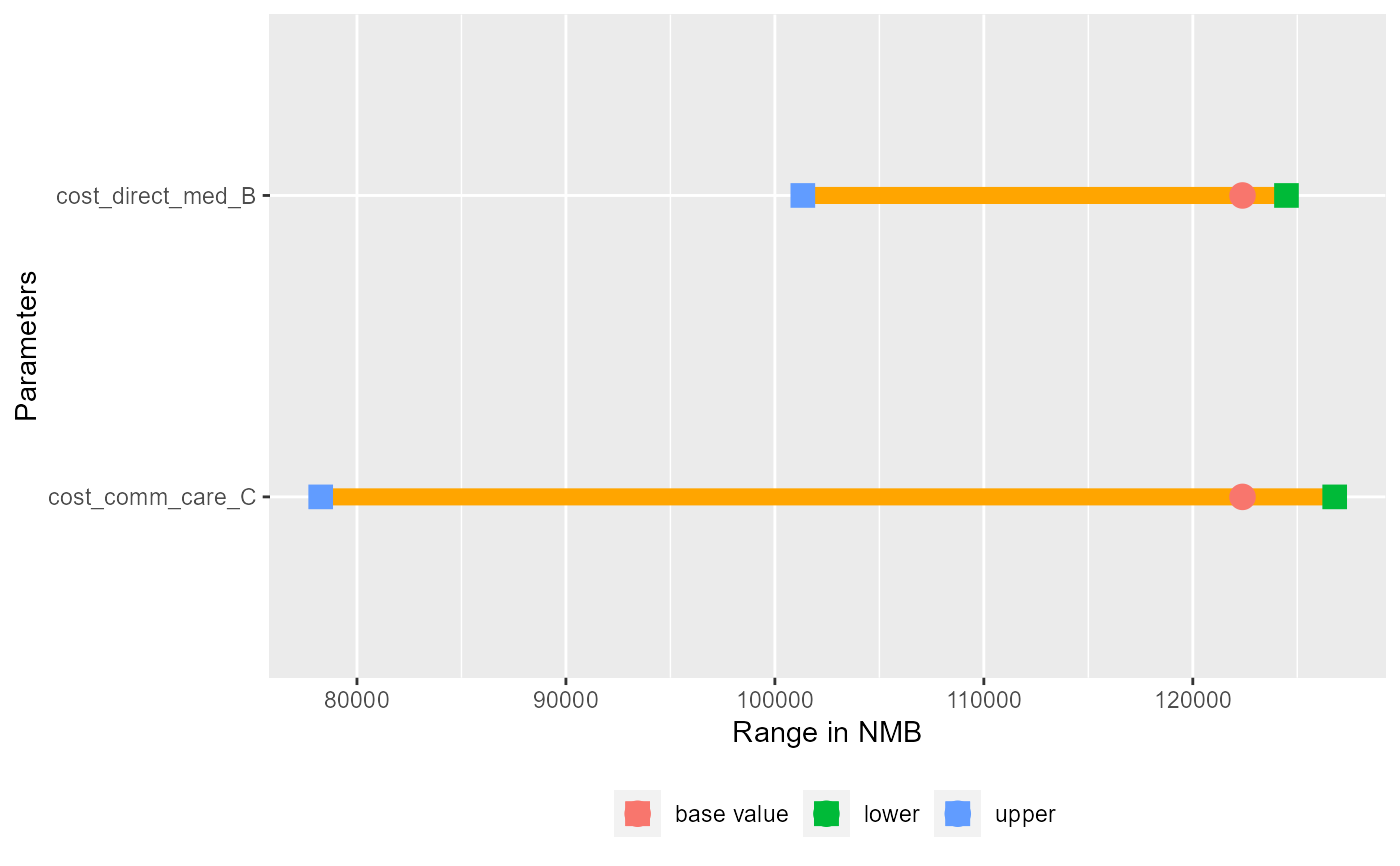 Parameters
cost_direct_med_B
cost_comm_care_C
80000 90000 100000 110000 120000
Range in NMB
base value lower upper